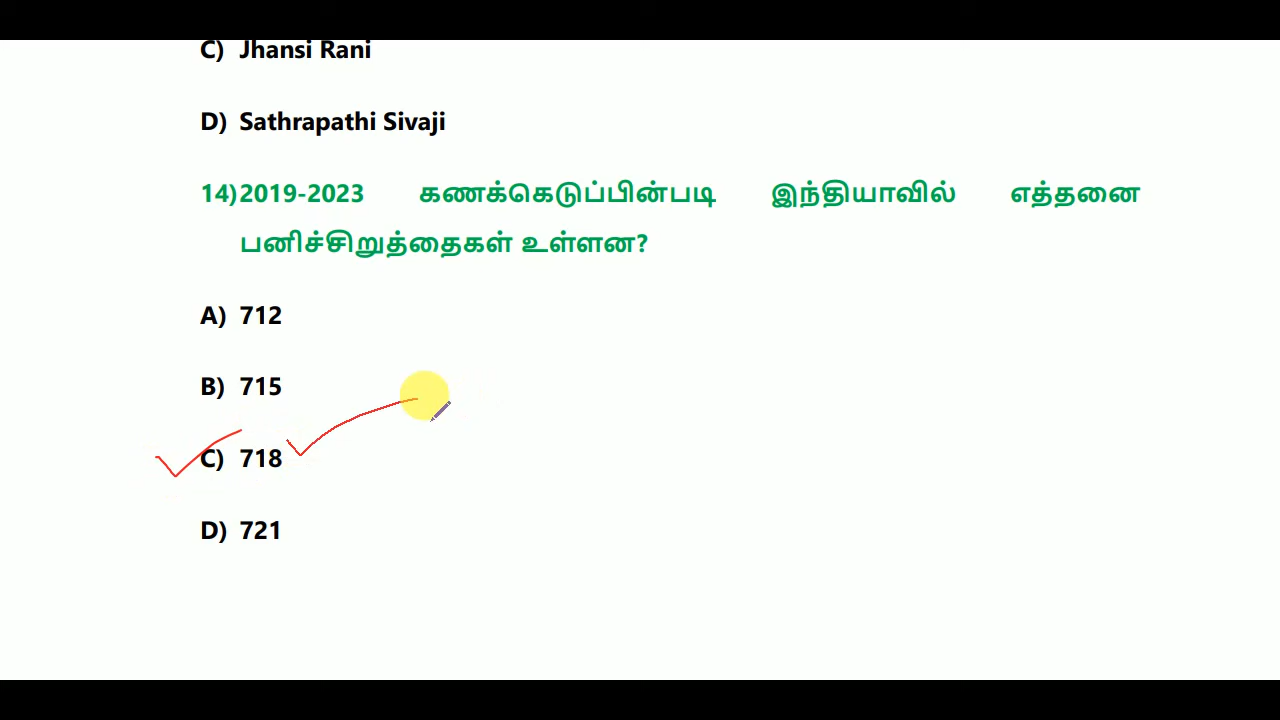 C) Jhansi Rani
D) Sathrapathi Sivaji
14)2019-2023 கணக்கெடுப்பின்படி இந்தியாவில் எத்தனை
பனிச்சிறுத்தைகள் உள்ளன?
A) 712
B) 715
C) 718
D) 721